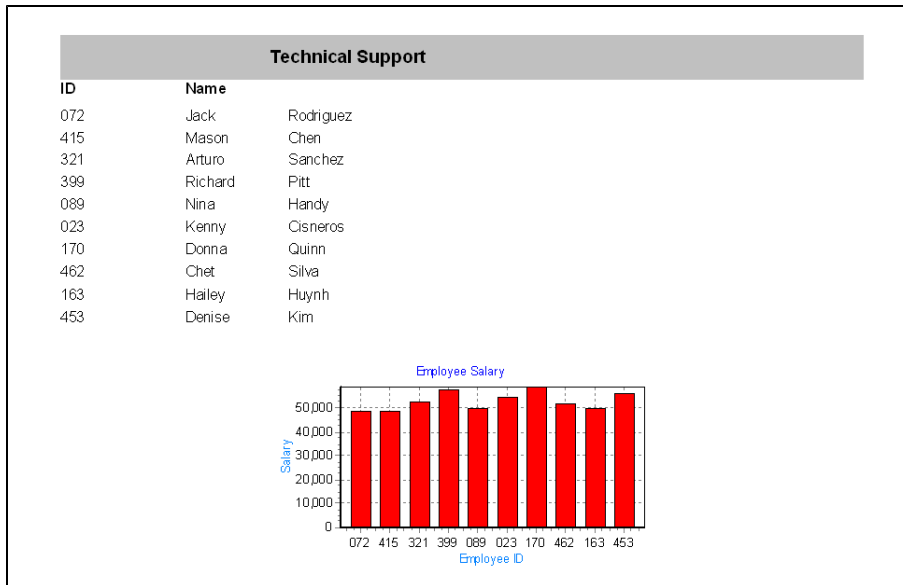 Technical Support
ID Name
072 Jack Rodriguez
415 Mason Chen
321 Arturo Sanchez
399 Richard Pitt
089 Nina Handy
023 Kenny Cisneros
170 Donna Quinn
462 Chet Silva
163 Hailey Huynh
453 Denise Kim
Employee Salary
50,000
40,000
30,000
20,000
10,000
0
Salary
072 415 321 399 089 023 170 462 163 453
Employee ID